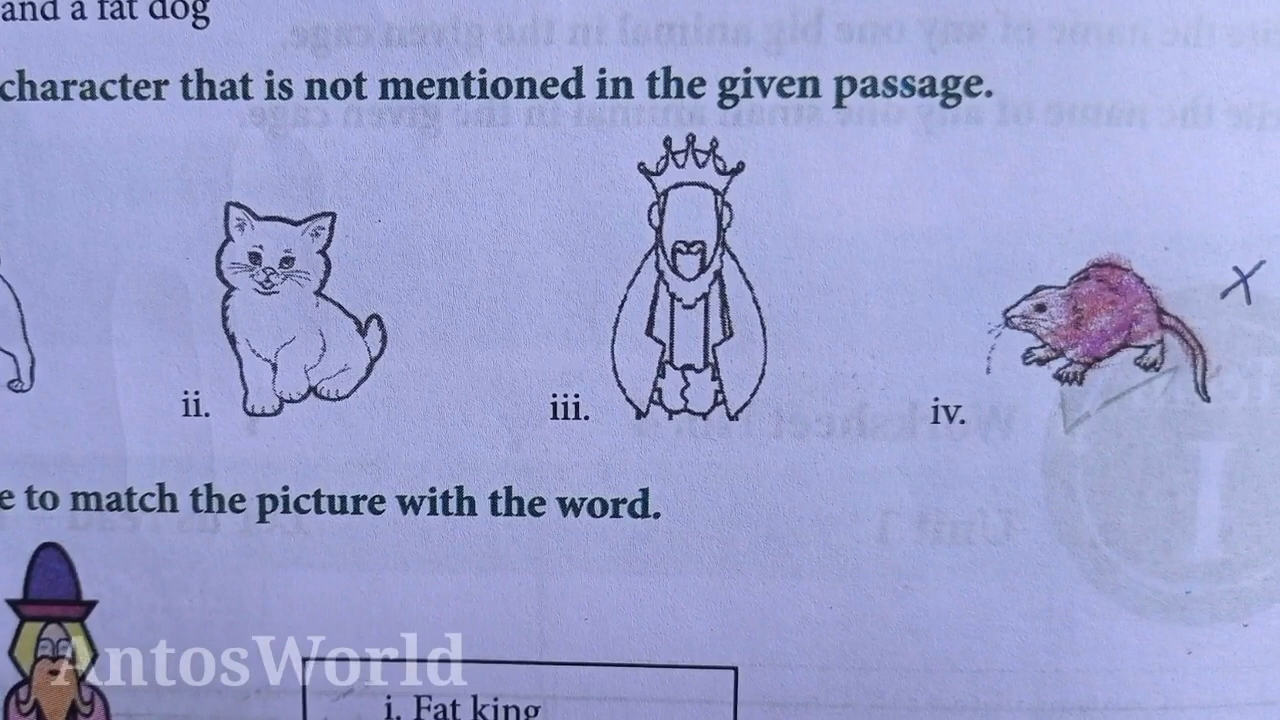 and a fat dog
character that is not mentioned in the given passage.
ii.
iii.
iv.
X
e to match the picture with the word.
AntosWorld
i. Fat king